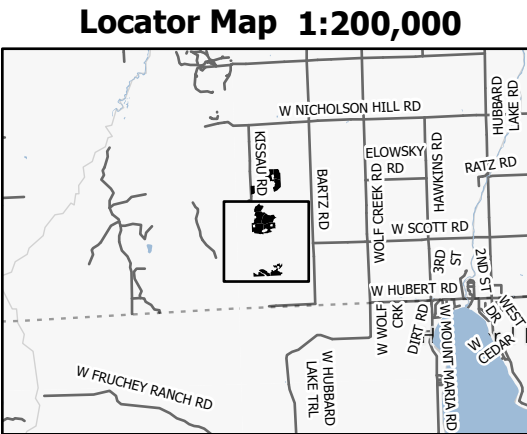 Locator Map 1:200,000
W NICHOLSON HILL RD
HUBBARD
LAKE RD
KISSAU RD
BARTZ RD
ELOWSKY
RD
WOLF CREEK RD
HAWKINS RD
RATZ RD
W SCOTT RD
3RD
ST
2ND ST
W HUBERT RD
W WOLF
CRK
DIRT RD
W MOUNT MARIA RD
WEST
DR
W
CEDAR
W HUBBARD
LAKE TRL
W FRUCHEY RANCH RD